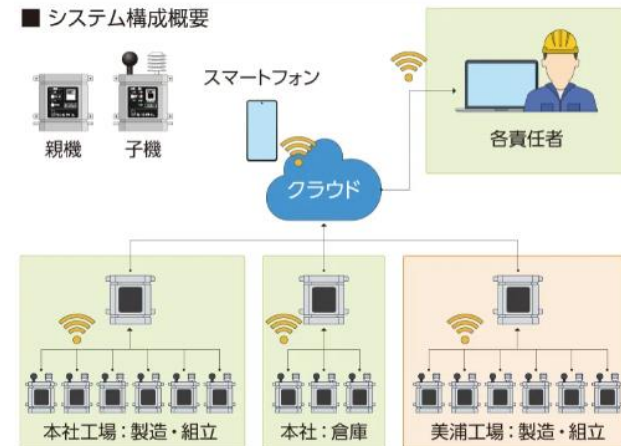 ■ システム構成概要
スマートフォン
親機
子機
クラウド
各責任者
本社工場：製造・組立
本社：倉庫
美浦工場：製造・組立